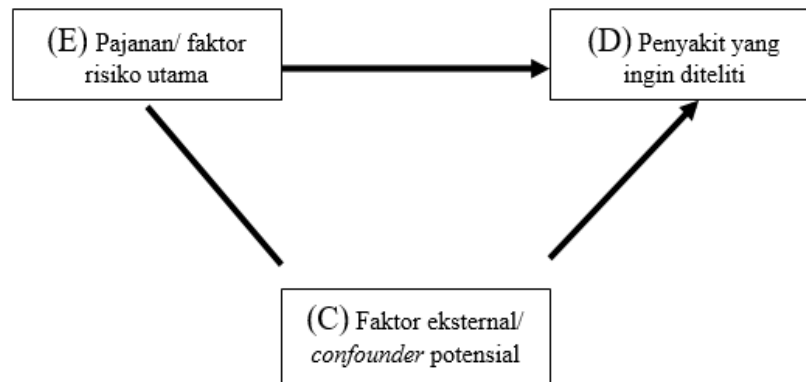 (E) Pajanan/ faktor
risiko utama
(D) Penyakit yang
ingin diteliti
(C) Faktor eksternal/
confounder potensial